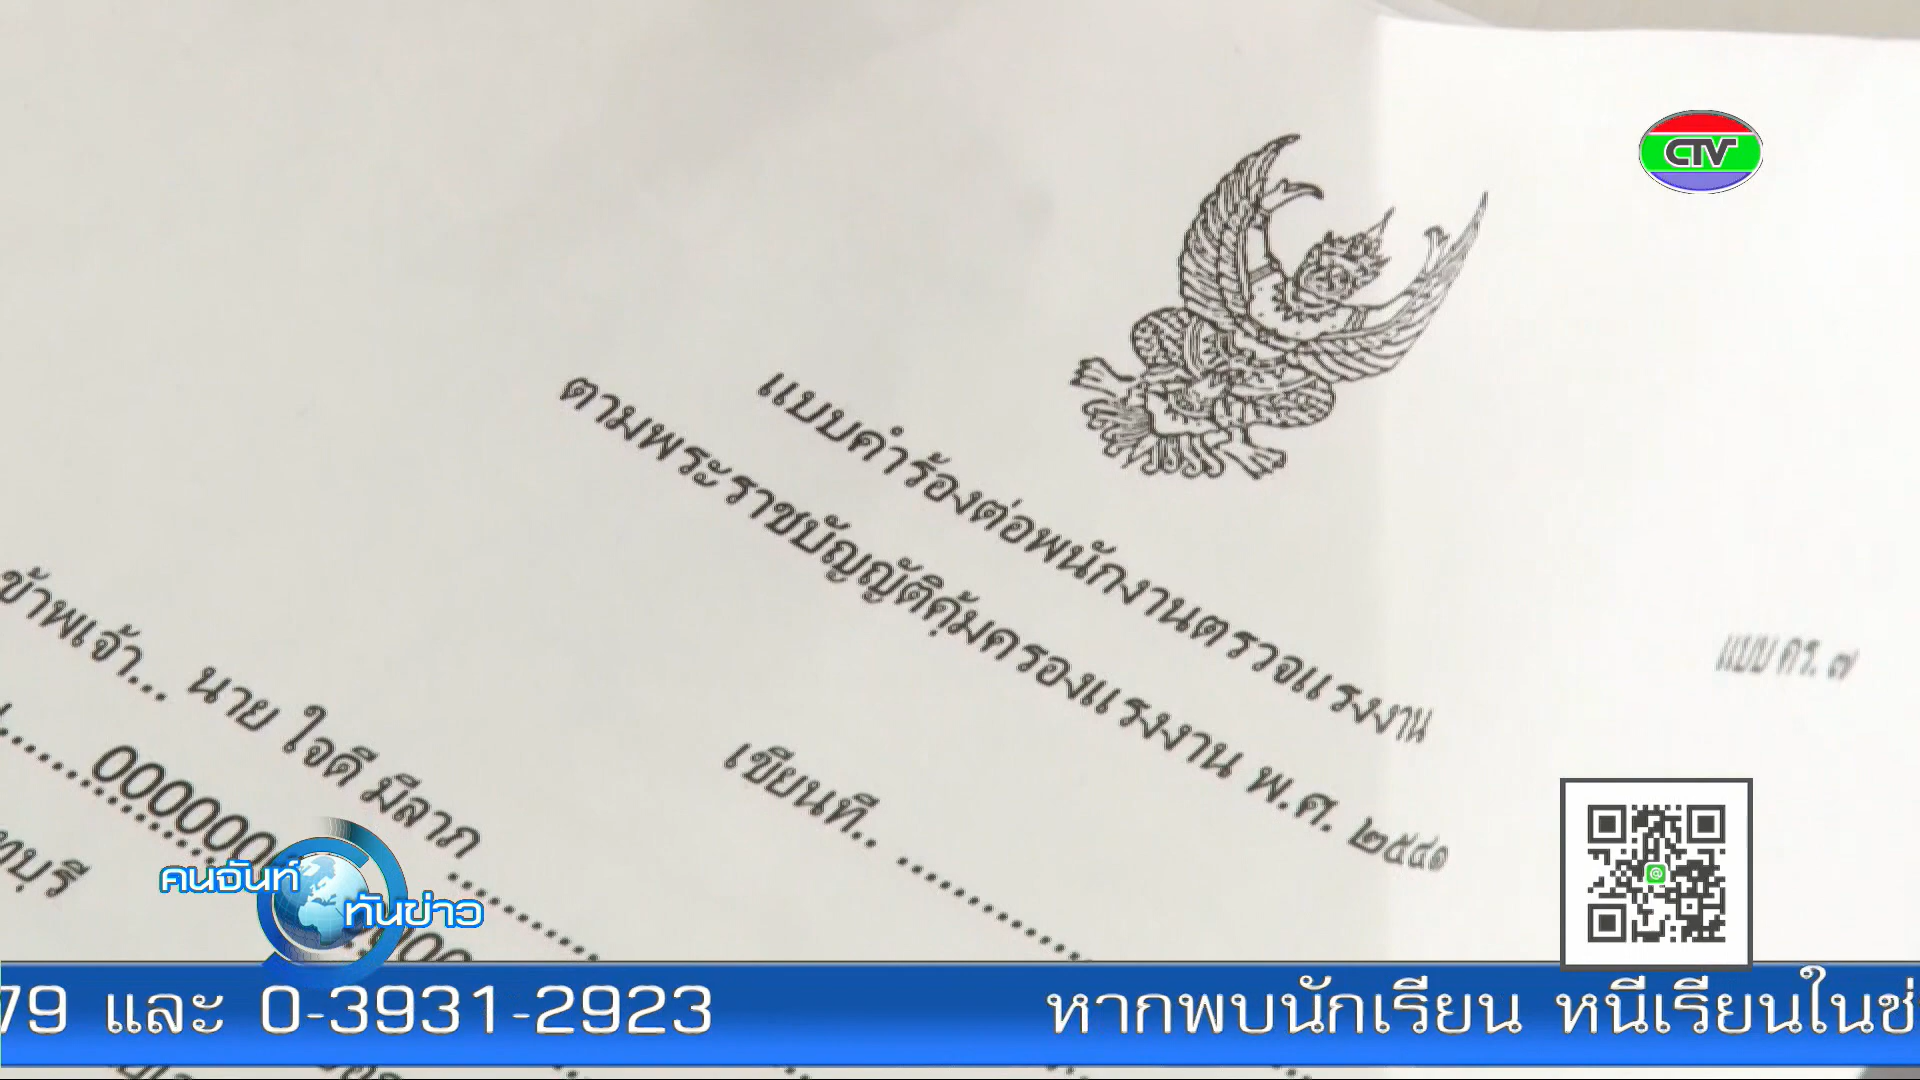 CTV
แบบ คร. ๗
แบบคำร้องต่อพนักงานตรวจแรงงาน
ตามพระราชบัญญัติคุ้มครองแรงงาน พ.ศ. ๒๕๔๑
เขียนที่.. ..................
ข้าพเจ้า... นาย ใจดี มีลาภ
คนจันท์
ทันข่าว
79 และ 0-3931-2923 หากพบนักเรียน หนีเรียนในช่